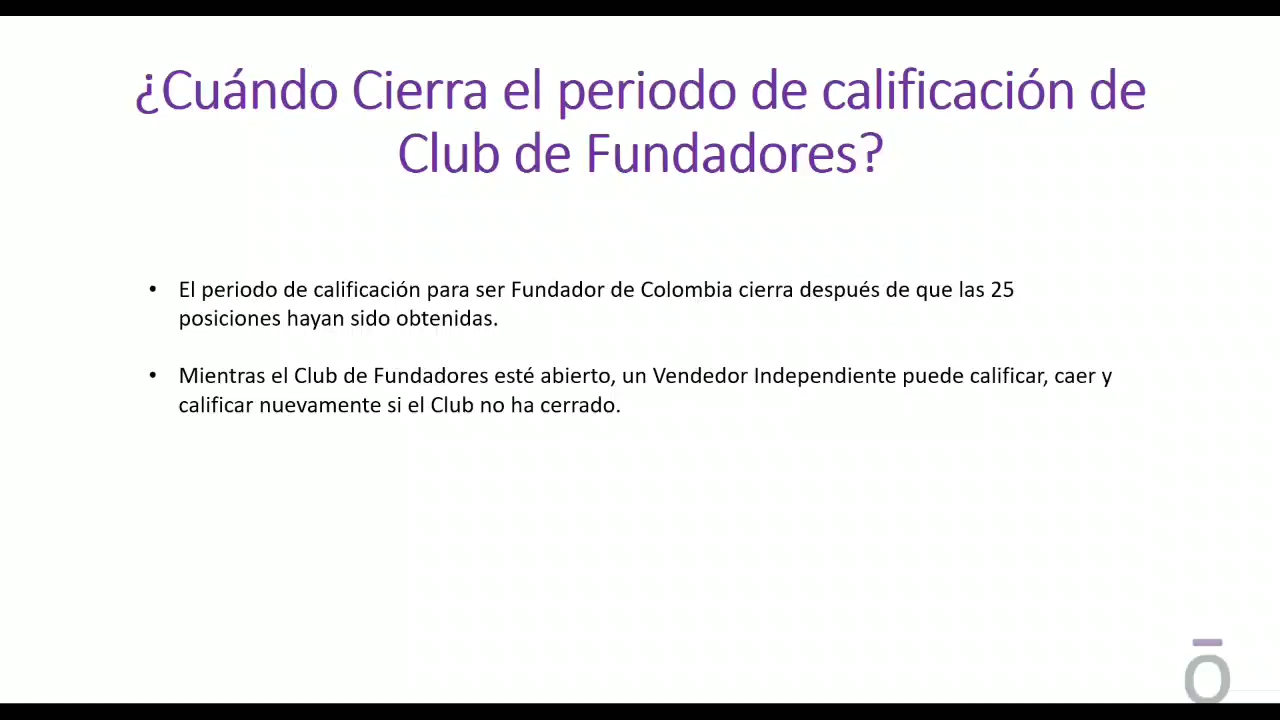 ¿Cuándo Cierra el periodo de calificación de
Club de Fundadores?
• El periodo de calificación para ser Fundador de Colombia cierra después de que las 25
posiciones hayan sido obtenidas.
• Mientras el Club de Fundadores esté abierto, un Vendedor Independiente puede calificar, caer y
calificar nuevamente si el Club no ha cerrado.
ō